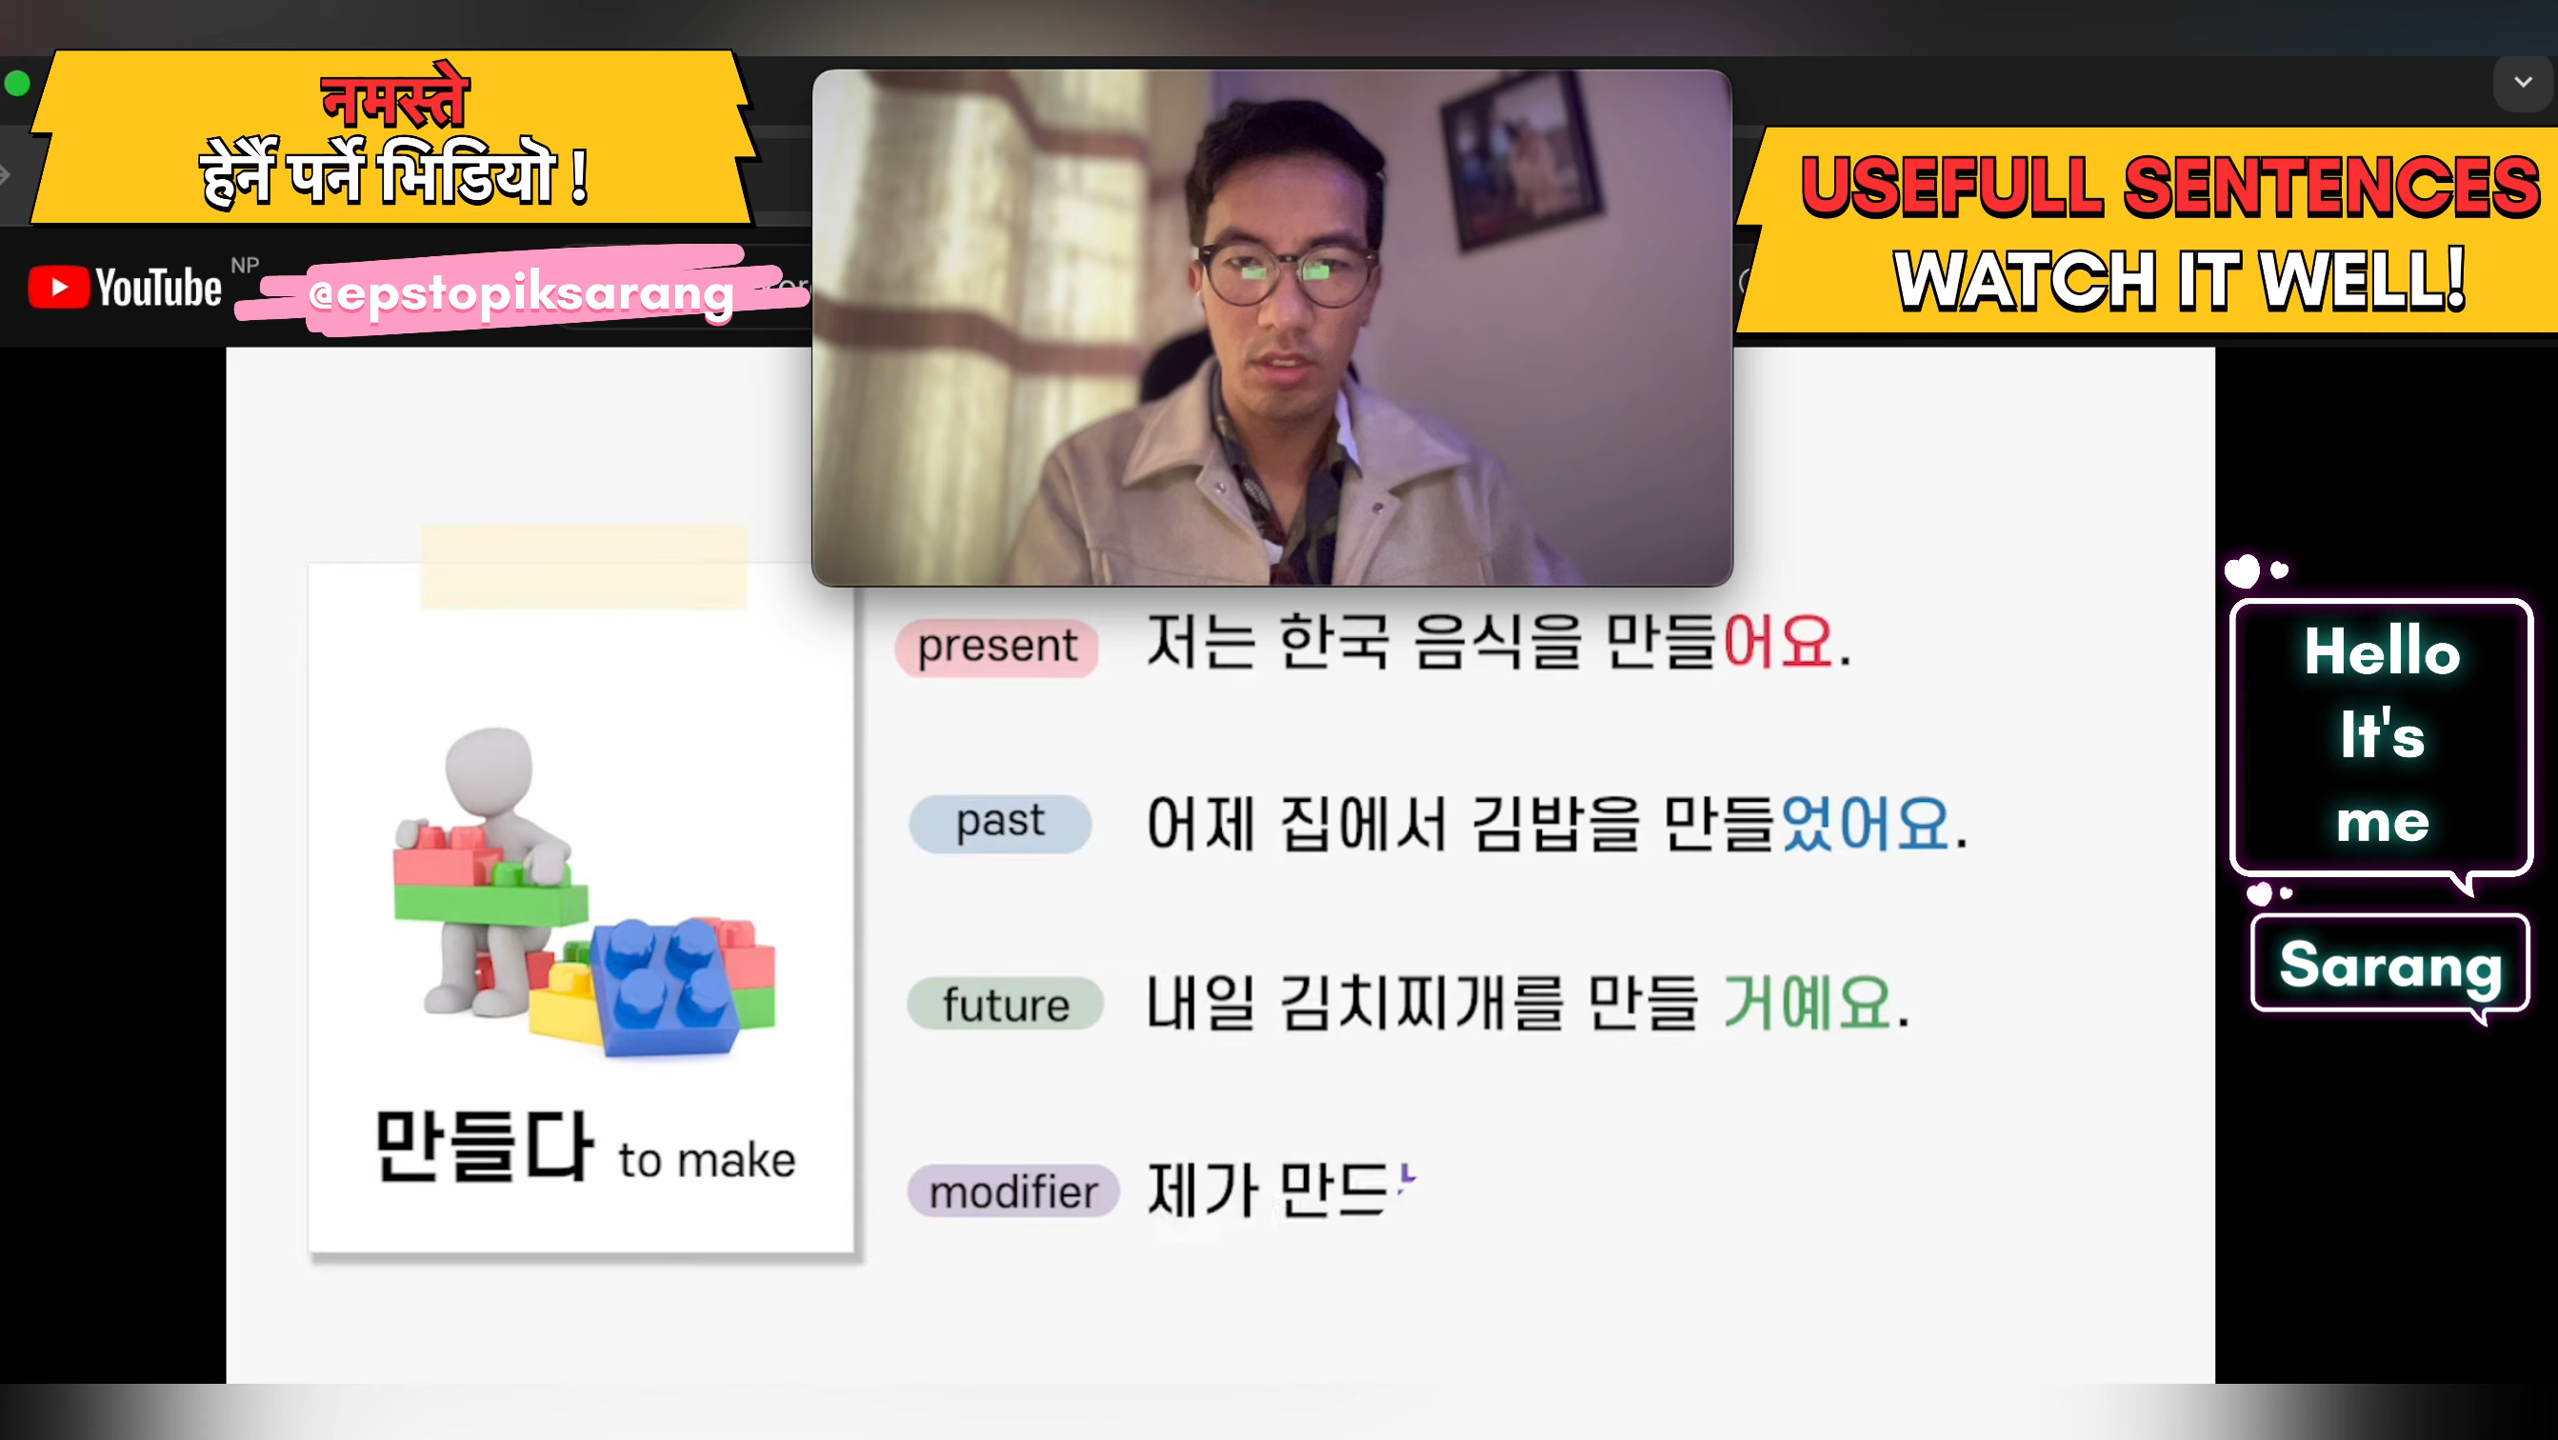 नमस्ते
हेर्नै पर्ने भिडियो !
USEFULL SENTENCES
WATCH IT WELL!
YouTube NP
@epstopiksarang
present 저는 한국 음식을 만들어요.
past 어제 집에서 김밥을 만들었어요.
future 내일 김치찌개를 만들 거예요.
modifier 제가 만드
만들다 to make
Hello
It's
me
Sarang